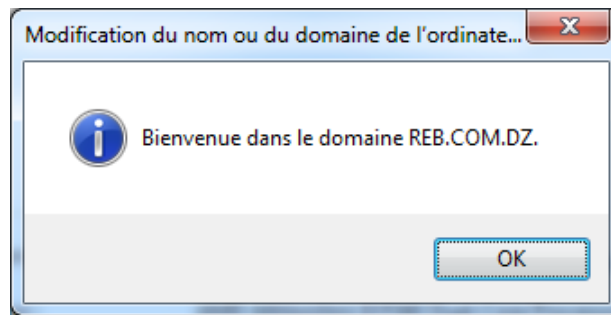 Modification du nom ou du domaine de l'ordinate...
Bienvenue dans le domaine REB.COM.DZ.
OK